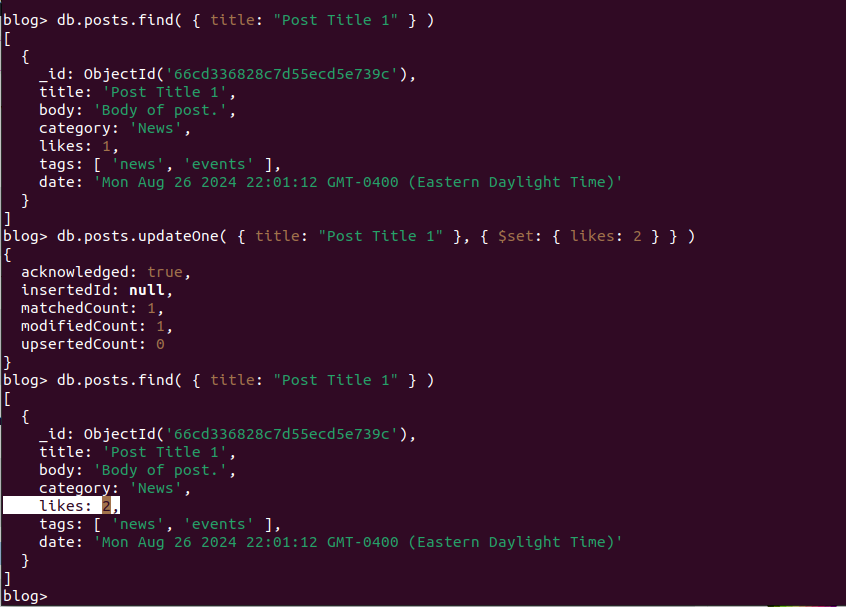 blog> db.posts.find( { title: "Post Title 1" } )
[
  {
    _id: ObjectId('66cd336828c7d55ecd5e739c'),
    title: 'Post Title 1',
    body: 'Body of post.',
    category: 'News',
    likes: 1,
    tags: [ 'news', 'events' ],
    date: 'Mon Aug 26 2024 22:01:12 GMT-0400 (Eastern Daylight Time)'
  }
]
blog> db.posts.updateOne( { title: "Post Title 1" }, { $set: { likes: 2 } } )
{
  acknowledged: true,
  insertedId: null,
  matchedCount: 1,
  modifiedCount: 1,
  upsertedCount: 0
}
blog> db.posts.find( { title: "Post Title 1" } )
[
  {
    _id: ObjectId('66cd336828c7d55ecd5e739c'),
    title: 'Post Title 1',
    body: 'Body of post.',
    category: 'News',
    likes: 2,
    tags: [ 'news', 'events' ],
    date: 'Mon Aug 26 2024 22:01:12 GMT-0400 (Eastern Daylight Time)'
  }
]
blog>